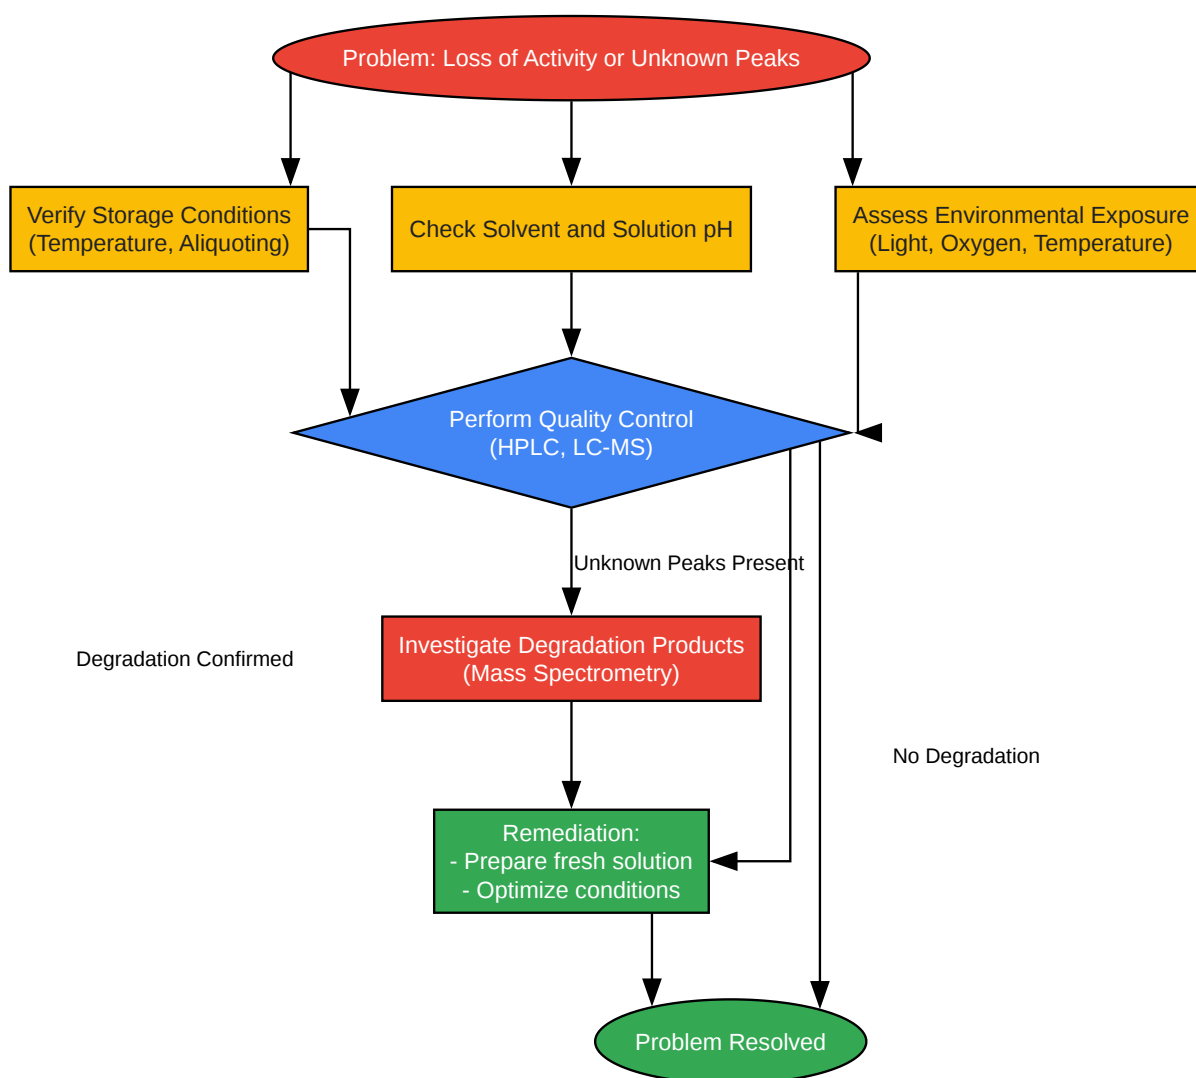 Problem: Loss of Activity or Unknown Peaks
Verify Storage Conditions
(Temperature, Aliquoting)
Check Solvent and Solution pH
Assess Environmental Exposure
(Light, Oxygen, Temperature)
Perform Quality Control
(HPLC, LC-MS)
Unknown Peaks Present
Investigate Degradation Products
(Mass Spectrometry)
Degradation Confirmed
No Degradation
Remediation:
- Prepare fresh solution
- Optimize conditions
Problem Resolved